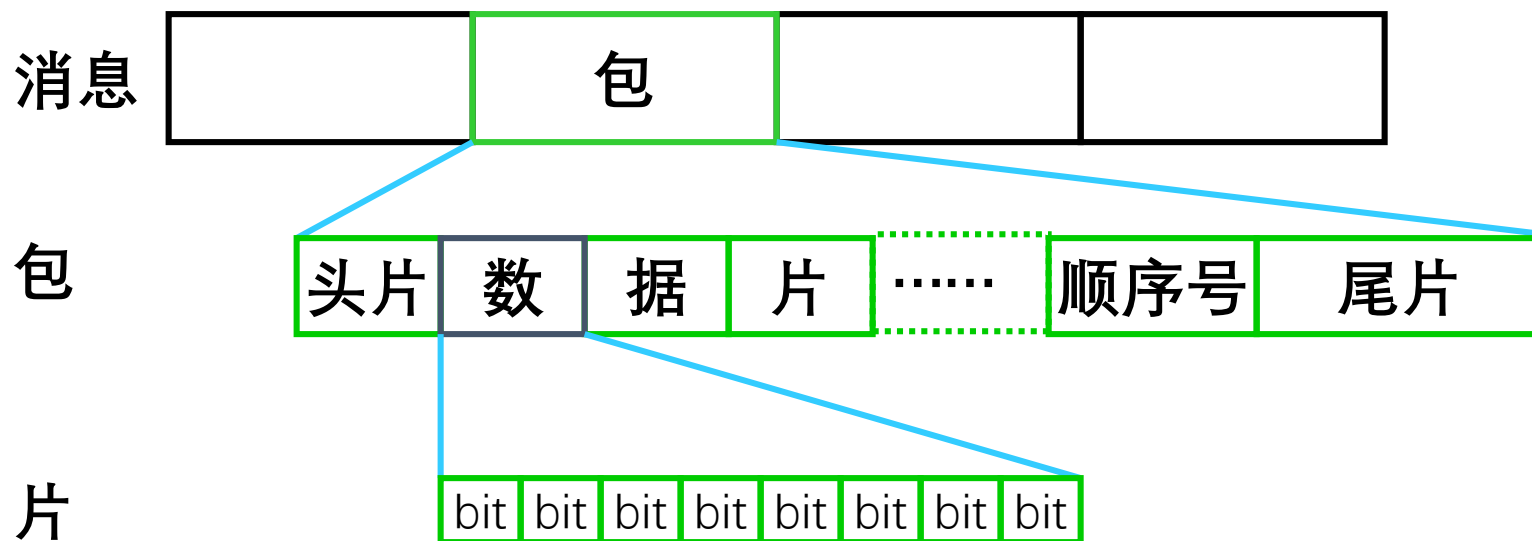 消息 包
包 头片 数 据 片 …… 顺序号 尾片
片 bit bit bit bit bit bit bit bit